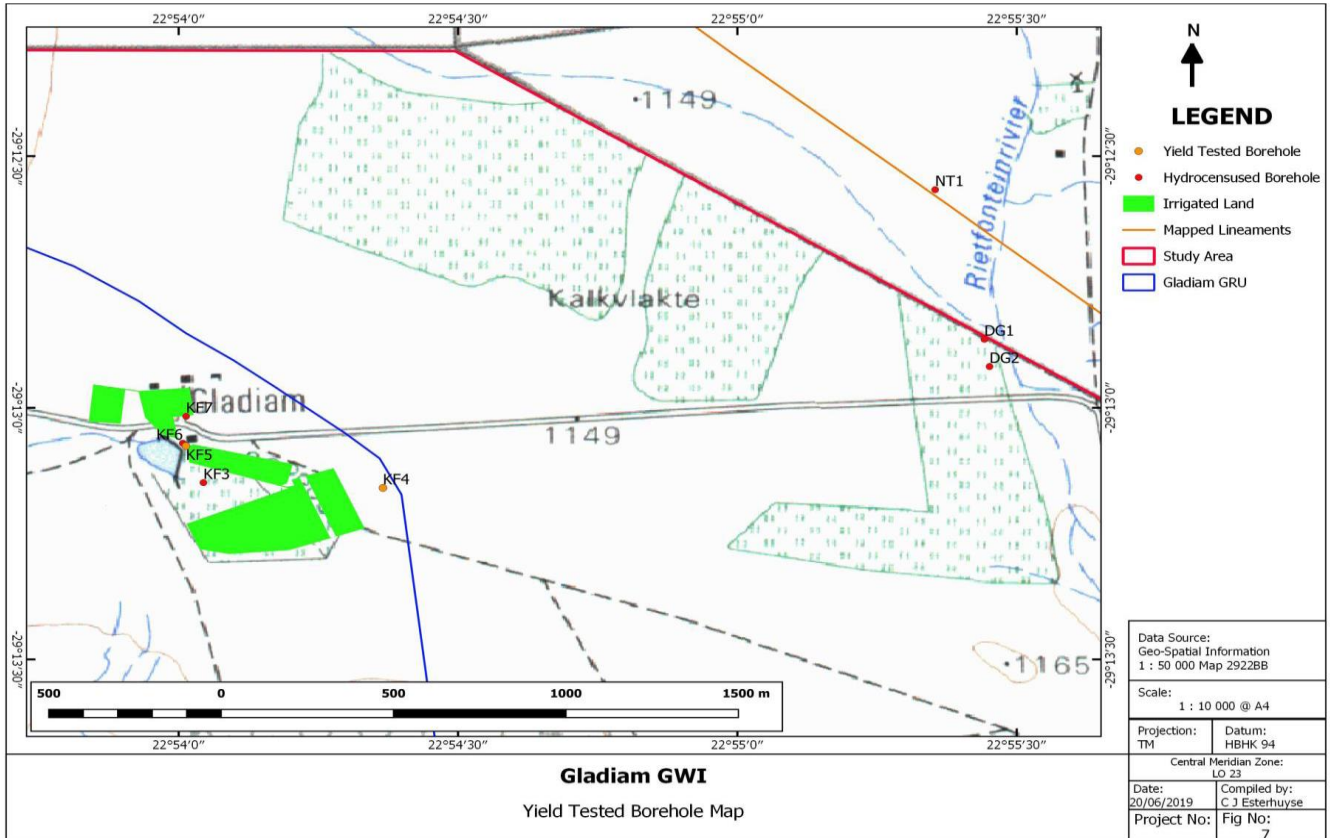 22°54'0" 22°54'30" 22°55'0" 22°55'30"
N
LEGEND
Yield Tested Borehole
Hydrocensused Borehole
Irrigated Land
Mapped Lineaments
Study Area
Gladiam GRU
-29°12'30" -29°12'30"
-29°13'0" -29°13'0"
-29°13'30" -29°13'30"
1149
Rietfonteinrivier
NT1
Kalkvlakte
DG1
DG2
Gladiam
KF7
1149
KF6
KF5
KF3
KF4
1165
500 0 500 1000 1500 m
22°54'0" 22°54'30" 22°55'0" 22°55'30"
Gladiam GWI
Yield Tested Borehole Map
Data Source:
Geo-Spatial Information
1 : 50 000 Map 2922BB
Scale:
1 : 10 000 @ A4
Projection: Datum:
TM HBHK 94
Central Meridian Zone:
LO 23
Date: Compiled by:
20/06/2019 C J Esterhuyse
Project No: Fig No:
7